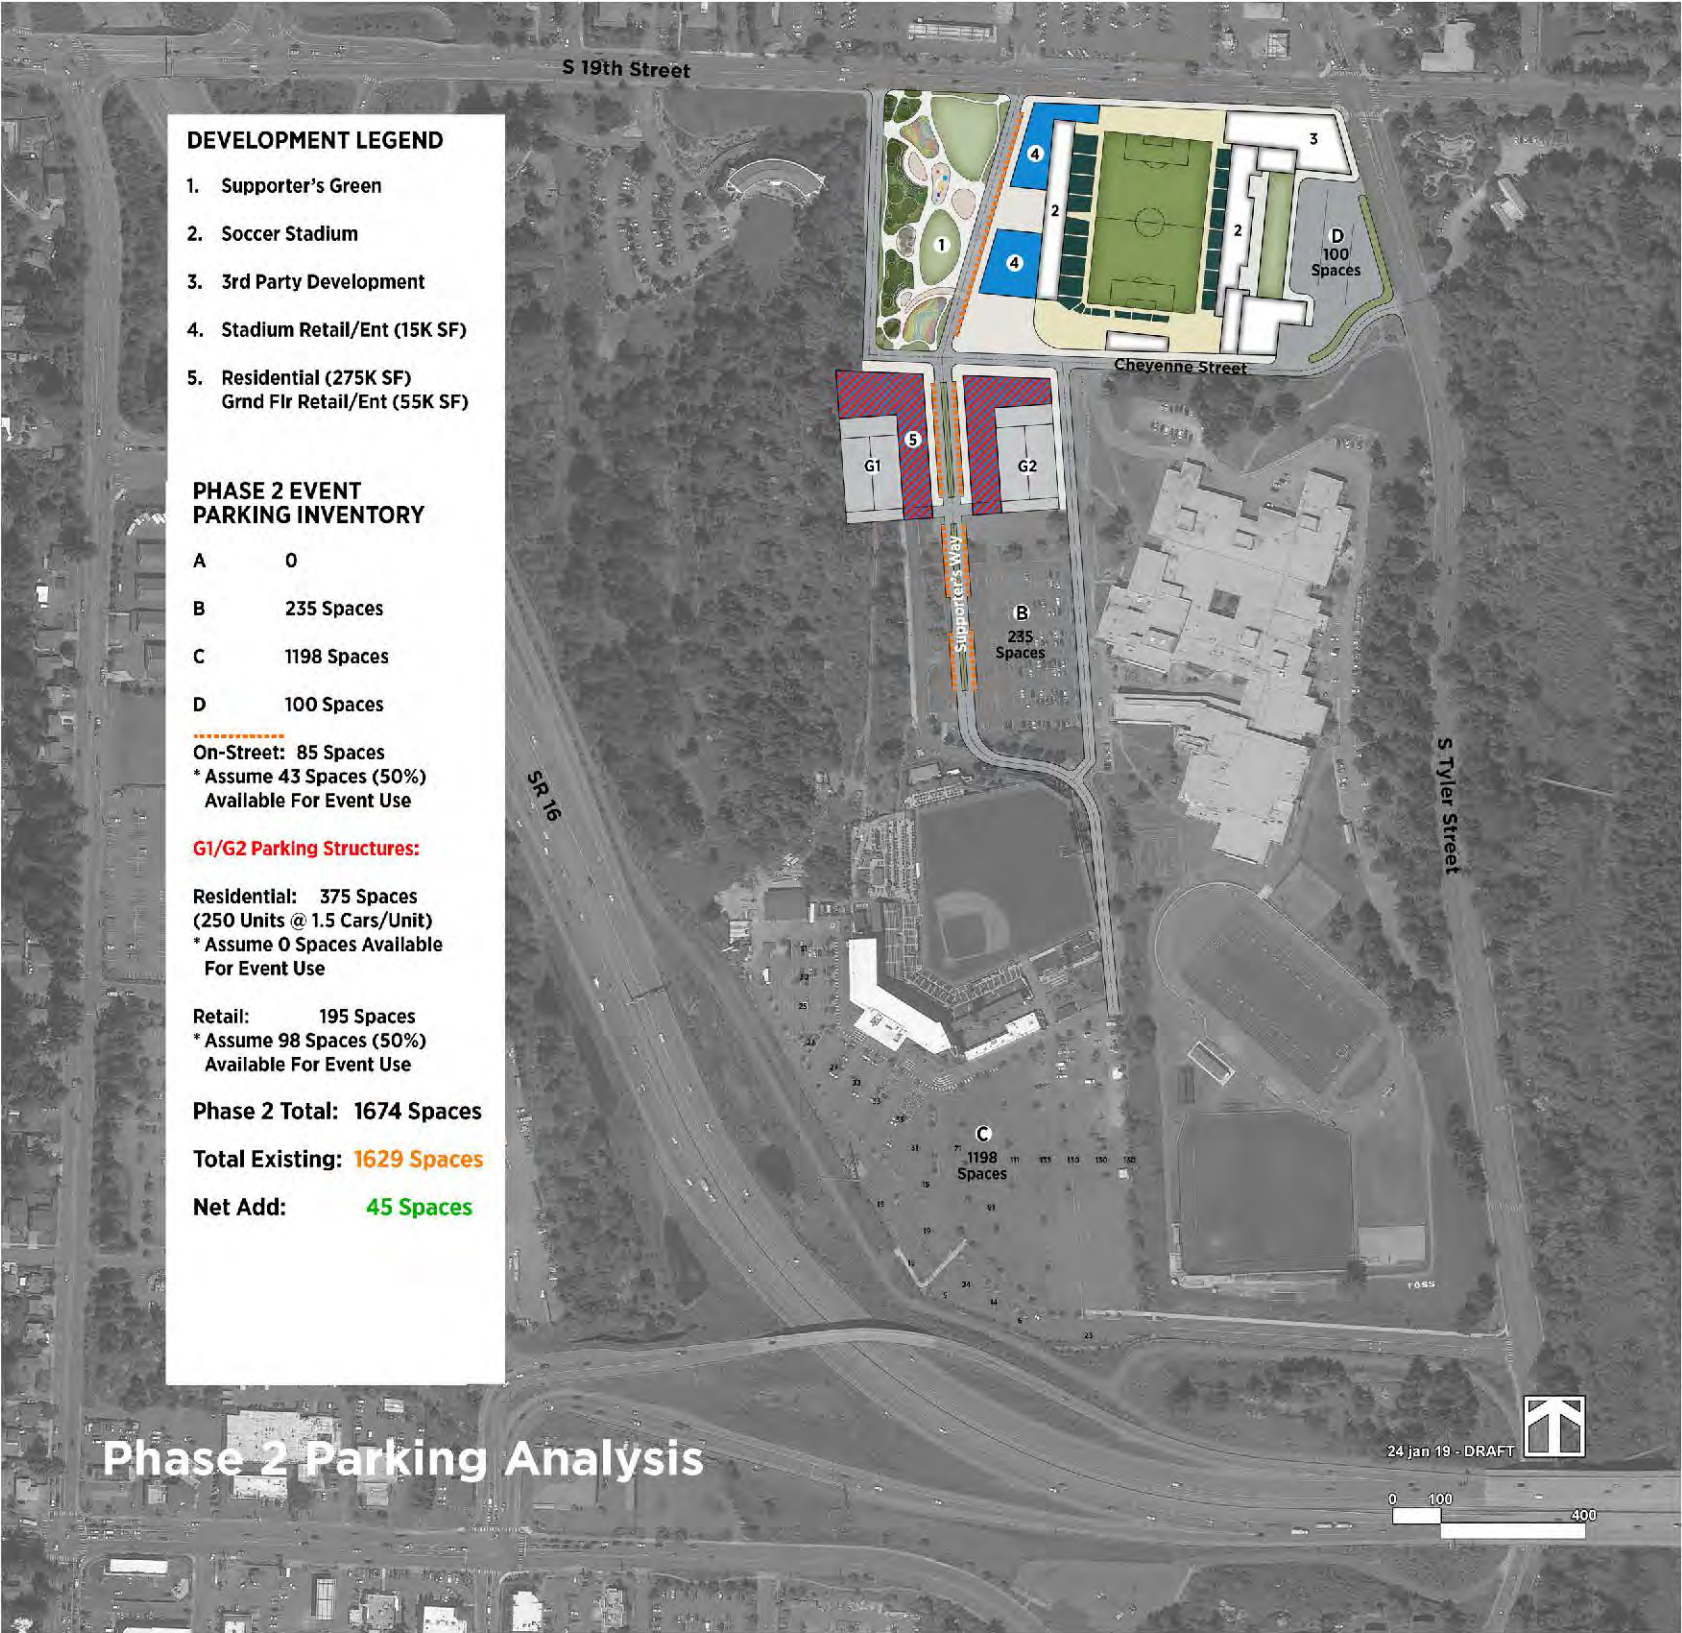 S 19th Street
DEVELOPMENT LEGEND
1. Supporter's Green
2. Soccer Stadium
3. 3rd Party Development
4. Stadium Retail/Ent (15K SF)
5. Residential (275K SF)
Grnd Flr Retail/Ent (55K SF)
PHASE 2 EVENT
PARKING INVENTORY
A 0
B 235 Spaces
C 1198 Spaces
D 100 Spaces
On-Street: 85 Spaces
* Assume 43 Spaces (50%)
Available For Event Use
G1/G2 Parking Structures:
Residential: 375 Spaces
(250 Units @ 1.5 Cars/Unit)
* Assume 0 Spaces Available
For Event Use
Retail: 195 Spaces
* Assume 98 Spaces (50%)
Available For Event Use
Phase 2 Total: 1674 Spaces
Total Existing: 1629 Spaces
Net Add: 45 Spaces
3
4
2
1
2
4
D
100
Spaces
Cheyenne Street
5
G1
G2
Supporter's Way
B
235
Spaces
SR 16
S Tyler Street
C
1198
Spaces
Phase 2 Parking Analysis
24 jan 19 - DRAFT
0 100
400